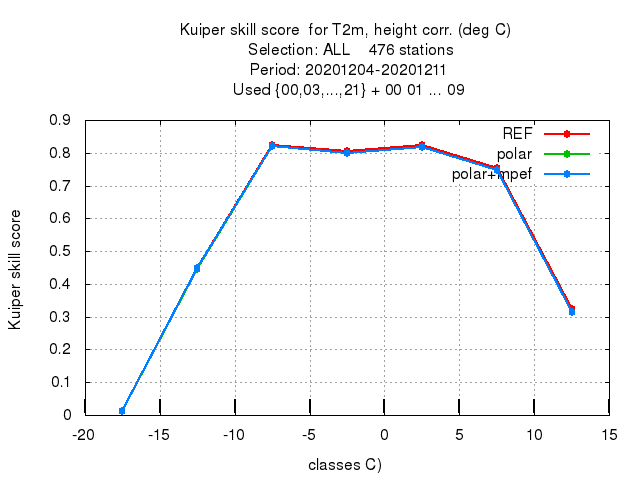 Kuiper skill score  for T2m, height corr. (deg C)
Selection: ALL    476 stations
Period: 20201204-20201211
Used {00,03,...,21} + 00 01 ... 09
REF
polar
polar+mpef
0.9
0.8
0.7
0.6
0.5
0.4
0.3
0.2
0.1
0
Kuiper skill score
-20 -15 -10 -5 0 5 10 15
classes C)